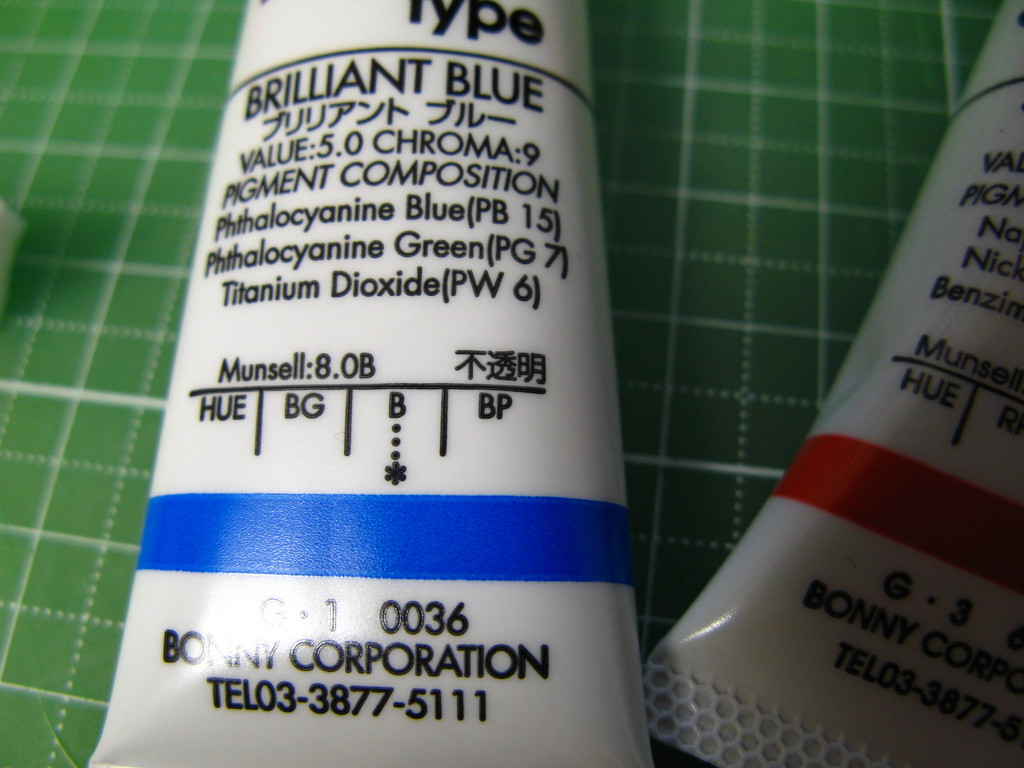 Type
BRILLIANT BLUE
ブリリアント ブルー
VALUE:5.0 CHROMA:9
PIGMENT COMPOSITION
Phthalocyanine Blue(PB 15)
Phthalocyanine Green(PG 7)
Titanium Dioxide(PW 6)
Munsell:8.0B 不透明
HUE BG B BP
*
G・1 0036
BONNY CORPORATION
TEL03-3877-5111
Munsell:
HUE
G・3
BONNY
TEL03-3877-5